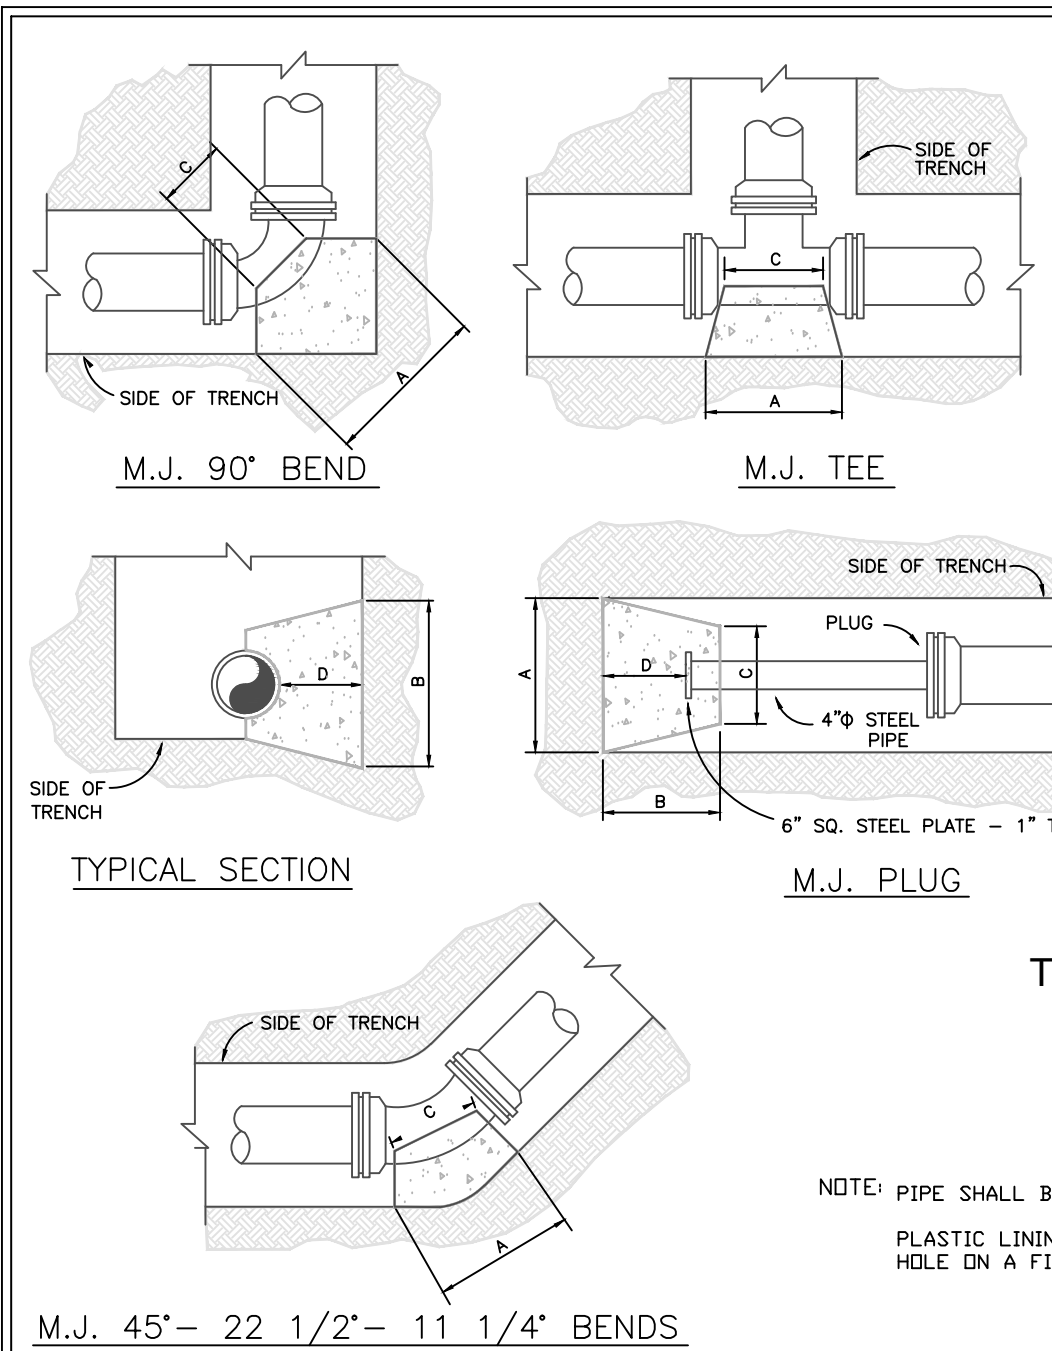 C
SIDE OF
TRENCH
C
A
SIDE OF TRENCH
A
M.J. 90° BEND
M.J. TEE
SIDE OF TRENCH
PLUG
D
B
A
D
C
4"Φ STEEL
PIPE
SIDE OF
TRENCH
B
6" SQ. STEEL PLATE - 1"
TYPICAL SECTION
M.J. PLUG
SIDE OF TRENCH
C
NOTE: PIPE SHALL
PLASTIC
HOLE ON A
A
M.J. 45°- 22 1/2°- 11 1/4° BENDS